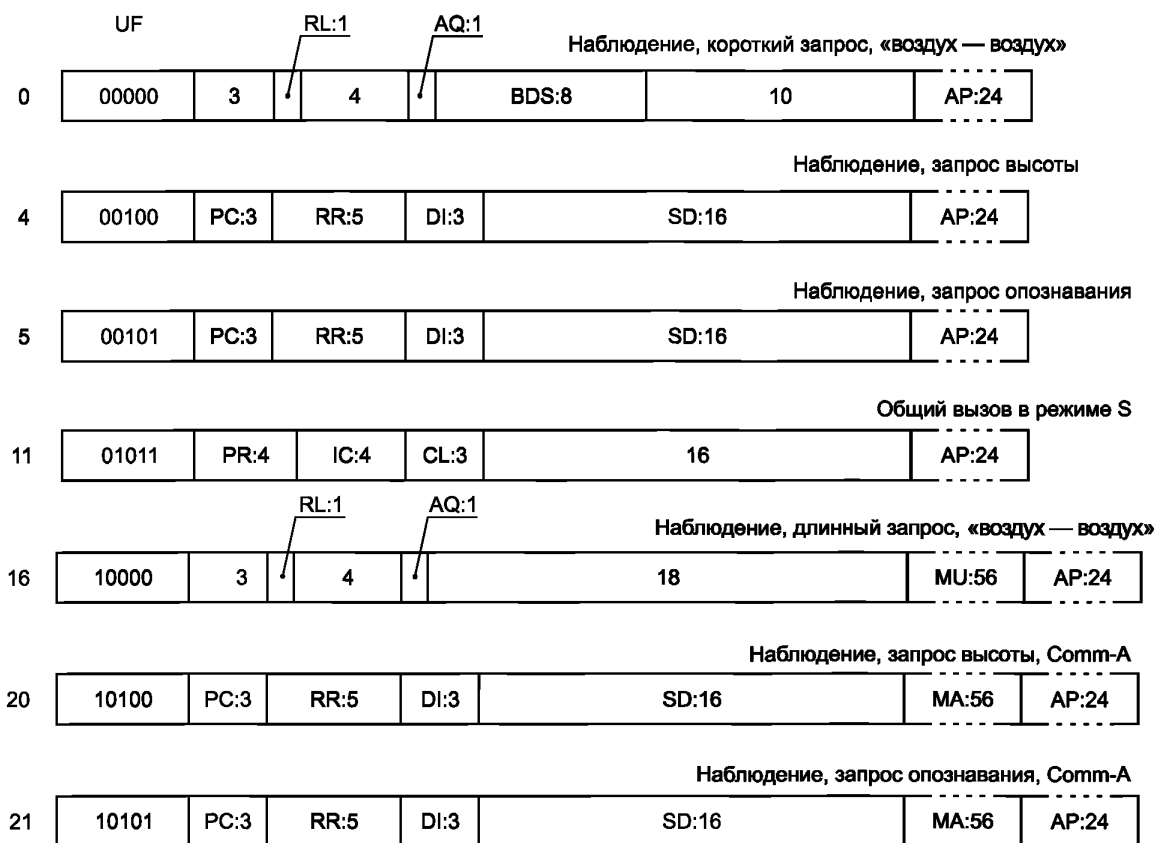 UF RL:1 AQ:1
Наблюдение, короткий запрос, «воздух — воздух»
0 00000 3 4 BDS:8 10 AP:24
Наблюдение, запрос высоты
4 00100 PC:3 RR:5 DI:3 SD:16 AP:24
Наблюдение, запрос опознавания
5 00101 PC:3 RR:5 DI:3 SD:16 AP:24
Общий вызов в режиме S
11 01011 PR:4 IC:4 CL:3 16 AP:24
RL:1 AQ:1
Наблюдение, длинный запрос, «воздух — воздух»
16 10000 3 4 18 MU:56 AP:24
Наблюдение, запрос высоты, Comm-A
20 10100 PC:3 RR:5 DI:3 SD:16 MA:56 AP:24
Наблюдение, запрос опознавания, Comm-A
21 10101 PC:3 RR:5 DI:3 SD:16 MA:56 AP:24